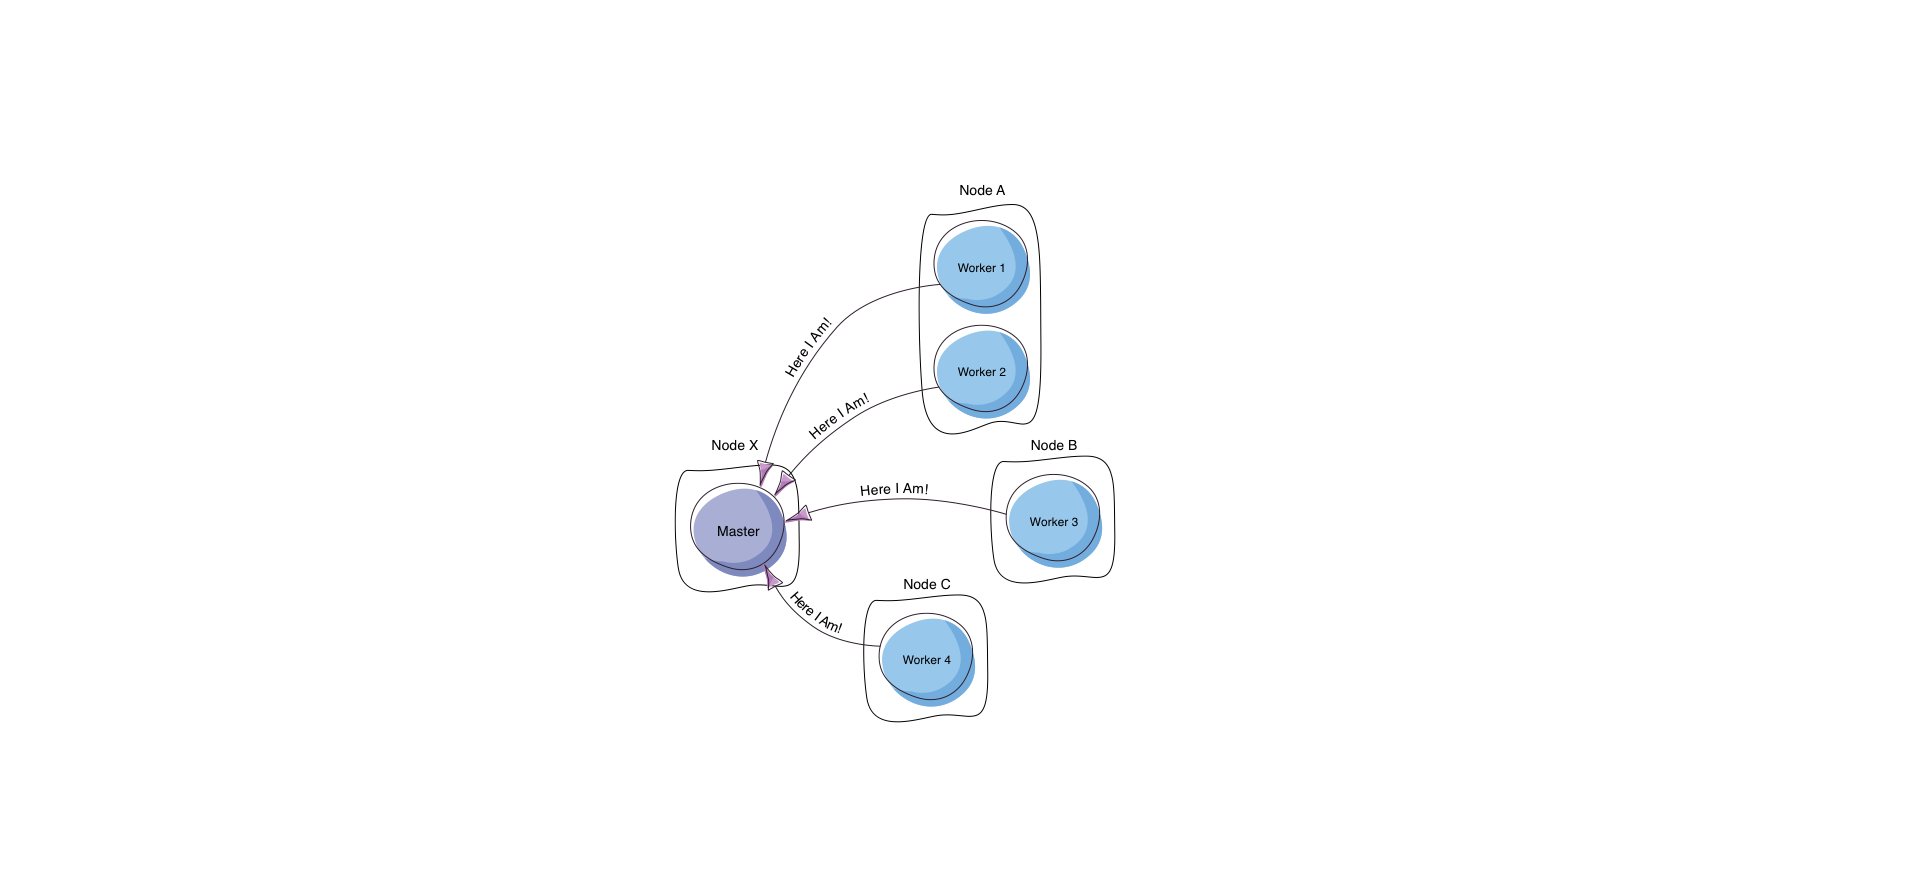 Node A
Worker 1
Here I Am!
Worker 2
Here I Am!
Node X
Node B
Here I Am!
Worker 3
Master
Node C
Here I Am!
Worker 4